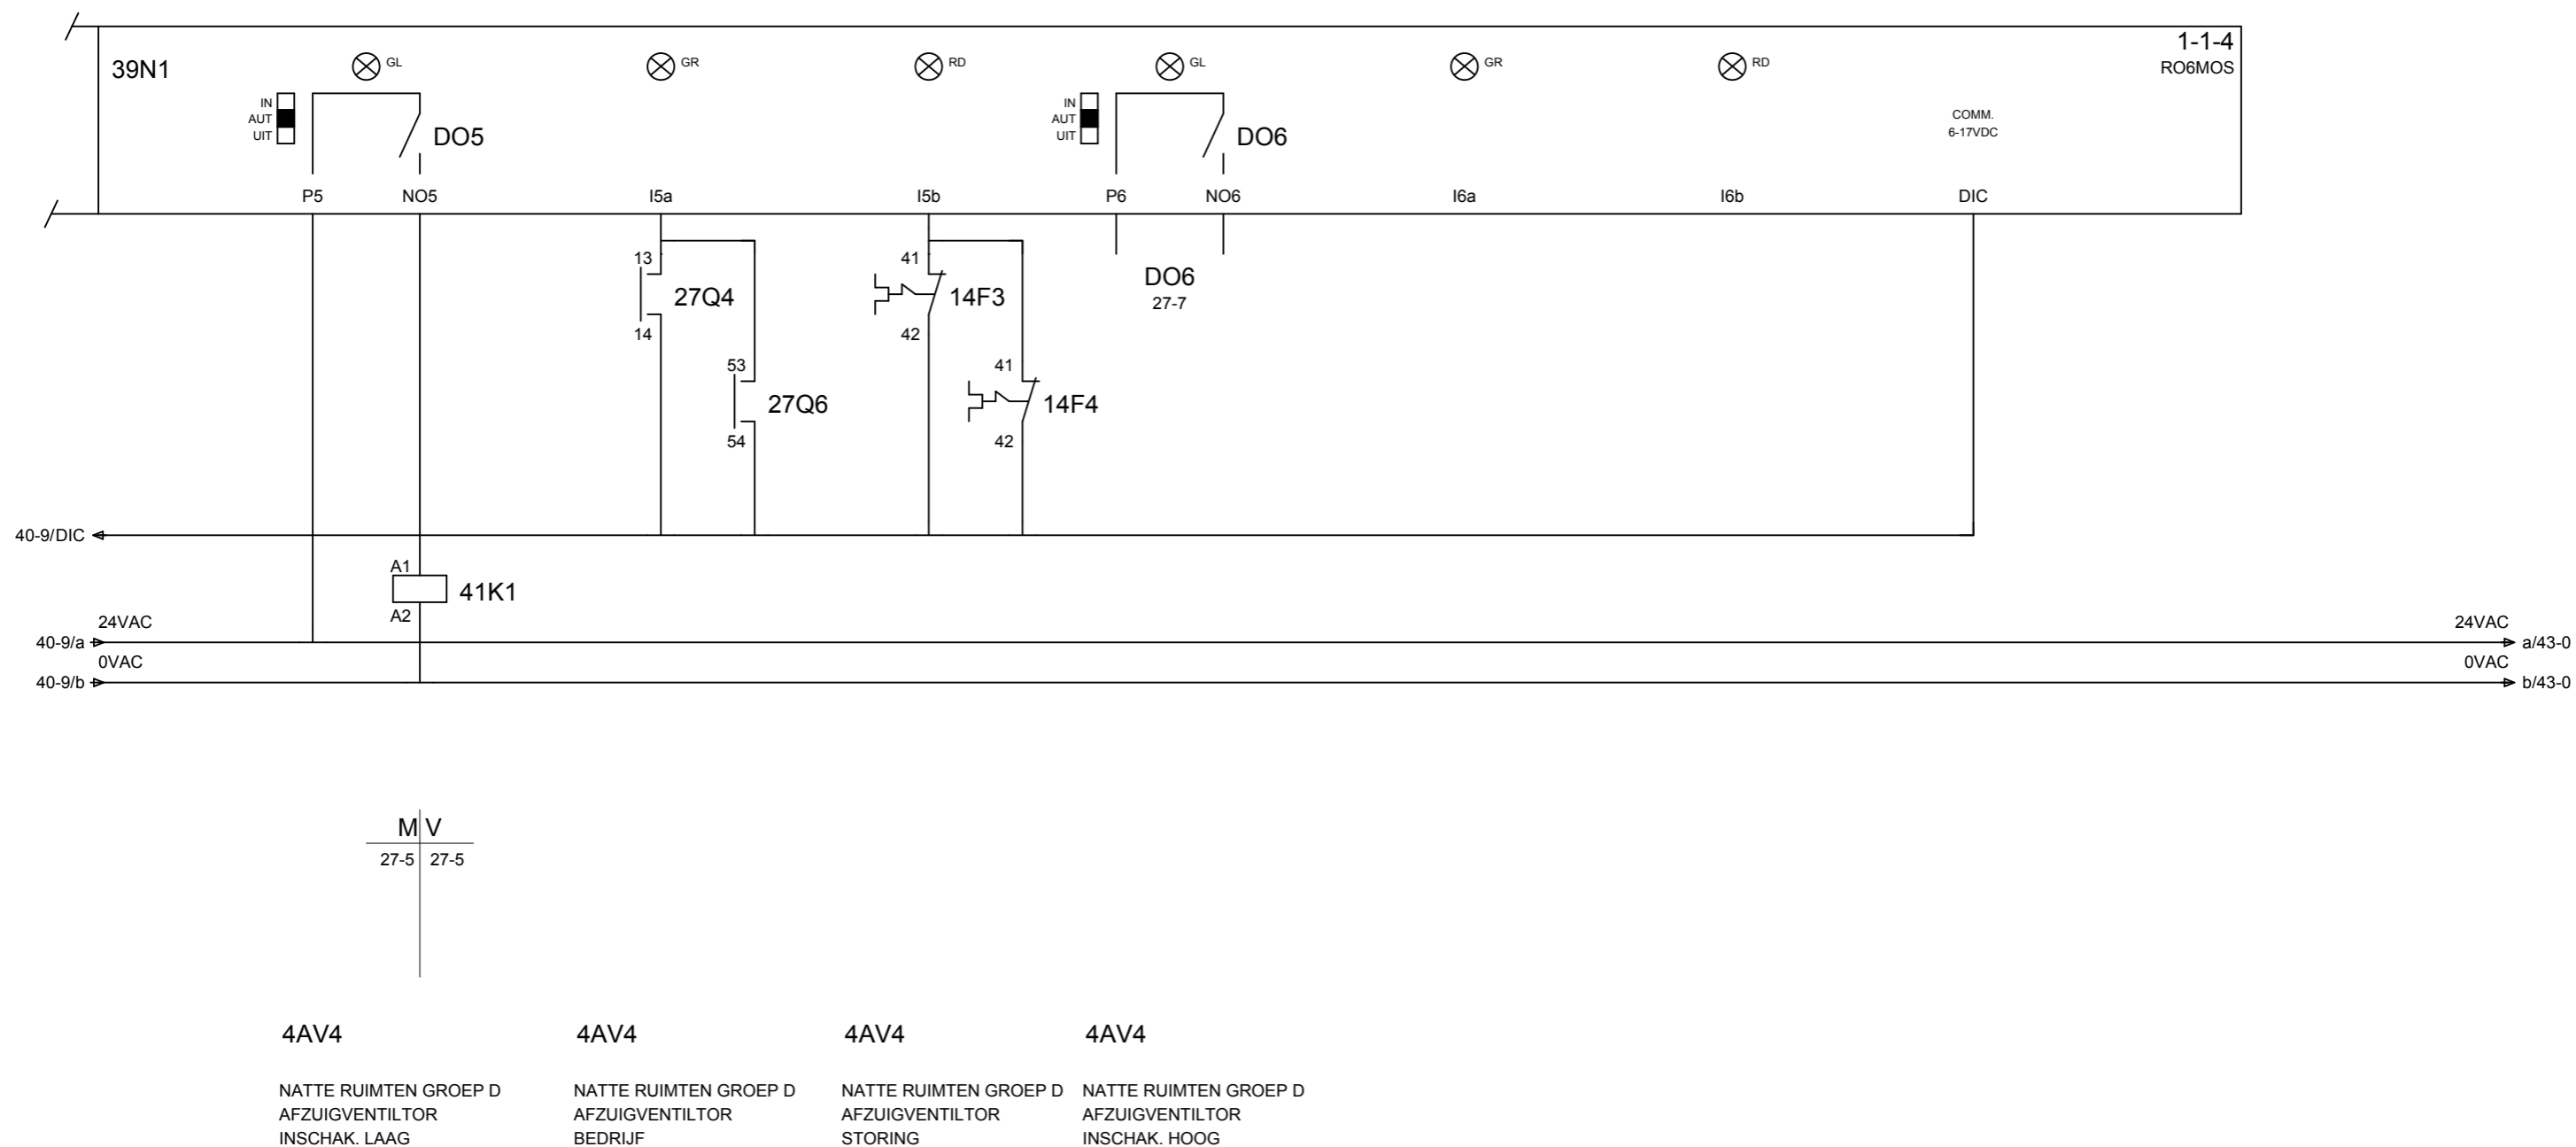 39N1
GL
GR
RD
GL
GR
RD
1-1-4
RO6MOS
IN
AUT
UIT
DO5
IN
AUT
UIT
DO6
COMM.
6-17VDC
P5
NO5
I5a
I5b
P6
NO6
I6a
I6b
DIC
13
27Q4
14
53
27Q6
54
41
14F3
42
41
14F4
42
DO6
27-7
40-9/DIC
A1
41K1
A2
24VAC
40-9/a
0VAC
40-9/b
24VAC
a/43-0
0VAC
b/43-0
M V
27-5 27-5
4AV4
NATTE RUIMTEN GROEP D
AFZUIGVENTILTOR
INSCHAK. LAAG
4AV4
NATTE RUIMTEN GROEP D
AFZUIGVENTILTOR
BEDRIJF
4AV4
NATTE RUIMTEN GROEP D
AFZUIGVENTILTOR
STORING
4AV4
NATTE RUIMTEN GROEP D
AFZUIGVENTILTOR
INSCHAK. HOOG